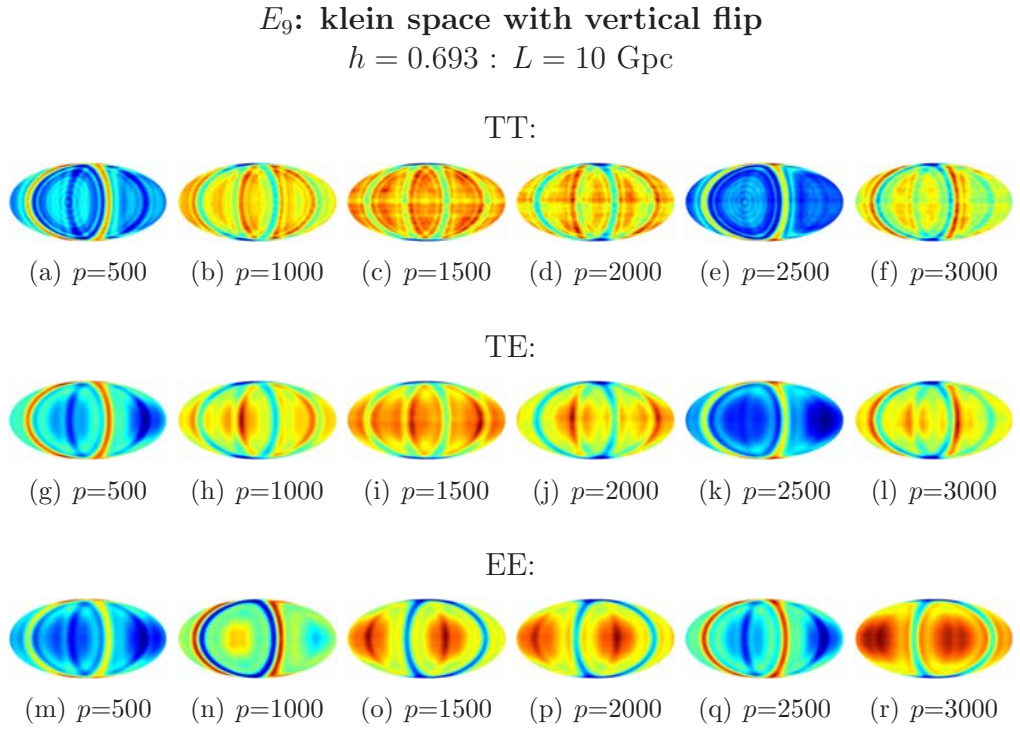 E₉: klein space with vertical flip
h = 0.693 : L = 10 Gpc
TT:
(a) p=500 (b) p=1000 (c) p=1500 (d) p=2000 (e) p=2500 (f) p=3000
TE:
(g) p=500 (h) p=1000 (i) p=1500 (j) p=2000 (k) p=2500 (l) p=3000
EE:
(m) p=500 (n) p=1000 (o) p=1500 (p) p=2000 (q) p=2500 (r) p=3000